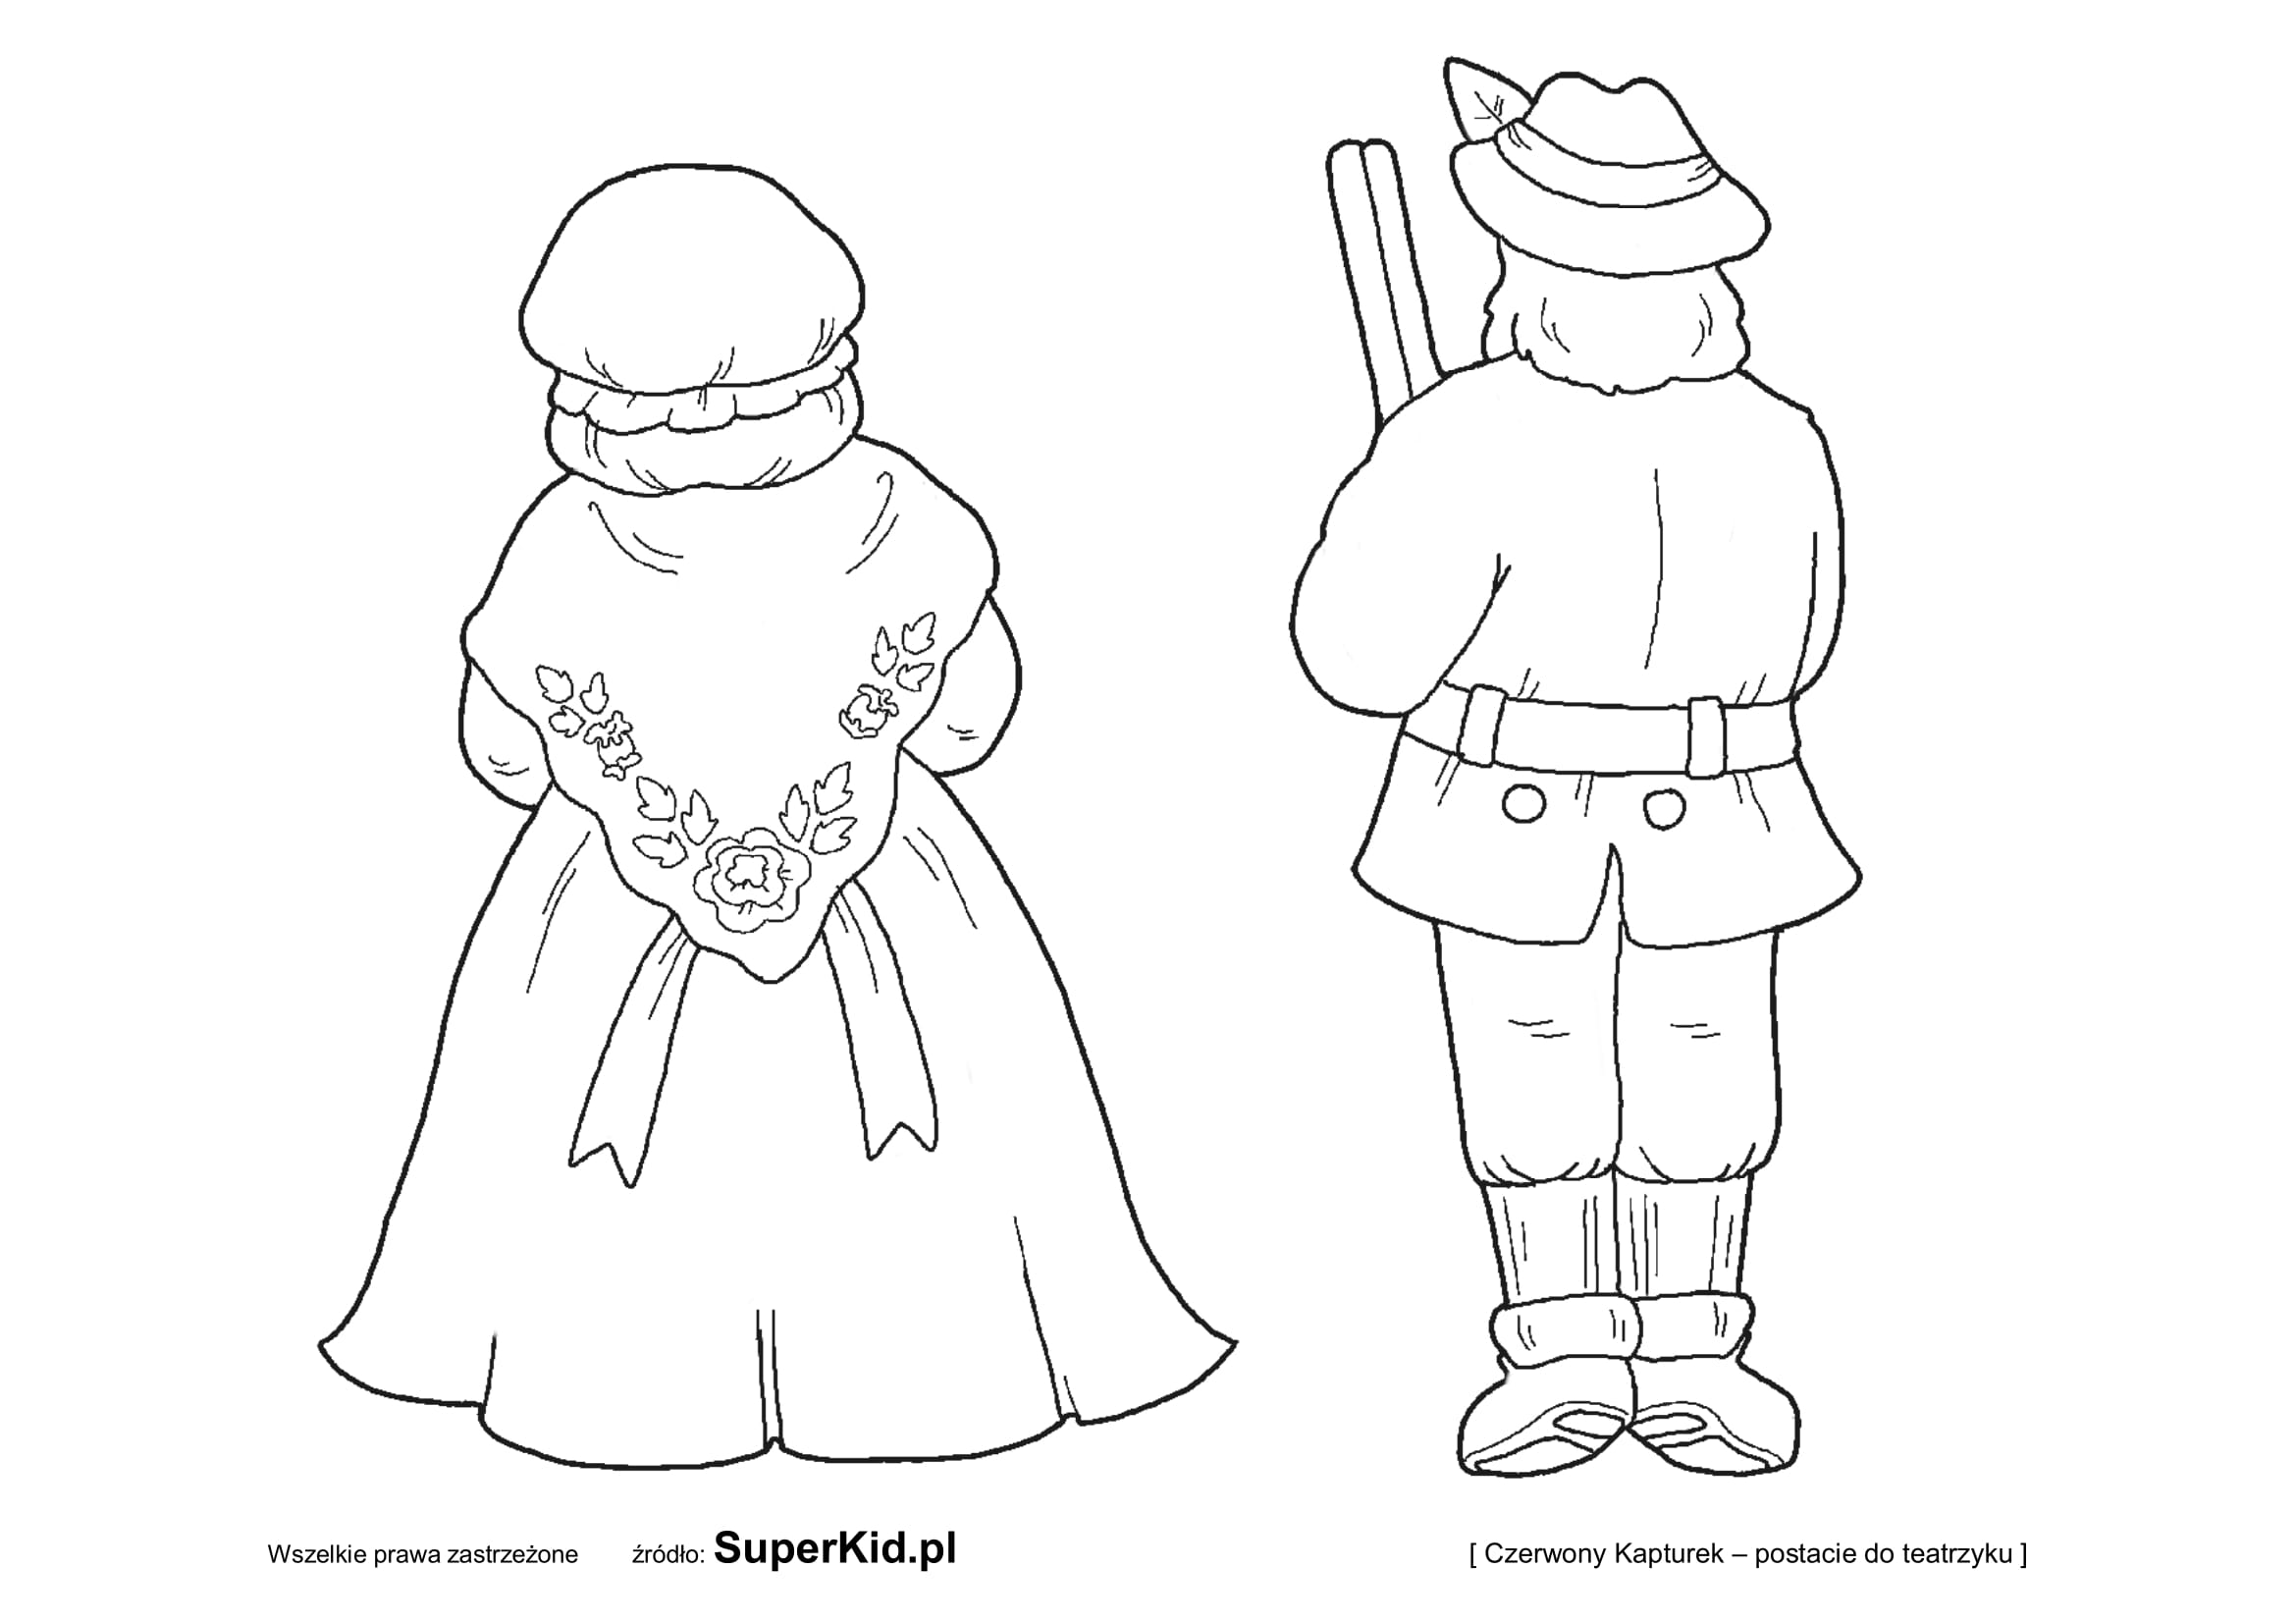 Wszelkie prawa zastrzeżone źródło: SuperKid.pl [ Czerwony Kapturek – postacie do teatrzyku ]